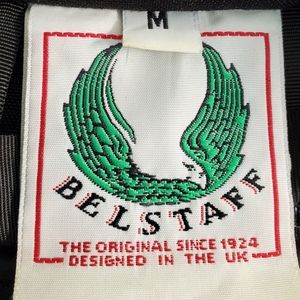 M
BELSTAFF
THE ORIGINAL SINCE 1924
DESIGNED IN THE UK